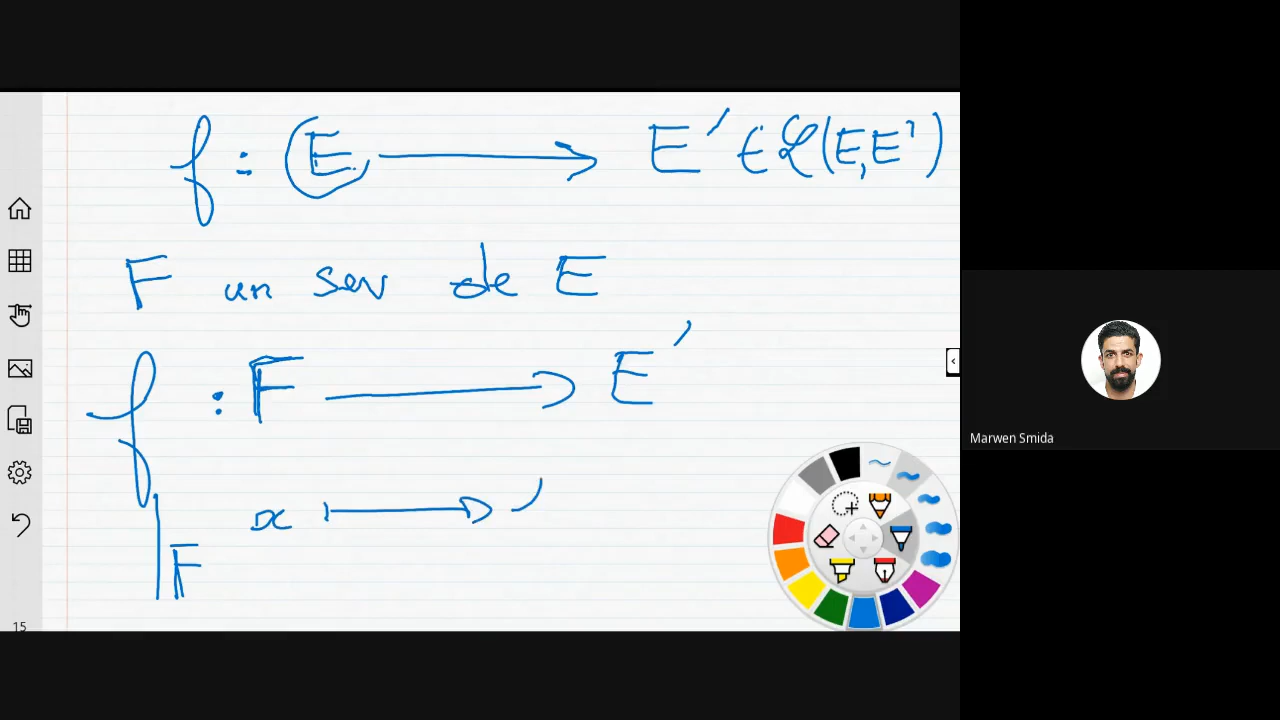 f : E ⟶ E' ∈ ℒ(E,E')
F un sev de E
f|F : F ⟶ E'
x ⟼
15
Marwen Smida